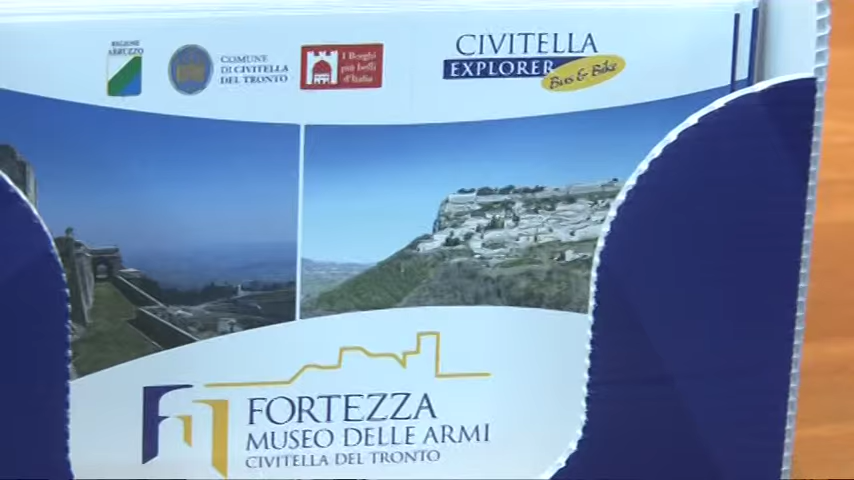 REGIONE
ABRUZZO
COMUNE
DI CIVITELLA
DEL TRONTO
I Borghi
più belli
d'Italia
CIVITELLA
EXPLORER
Bus & Bike
FORTEZZA
MUSEO DELLE ARMI
CIVITELLA DEL TRONTO